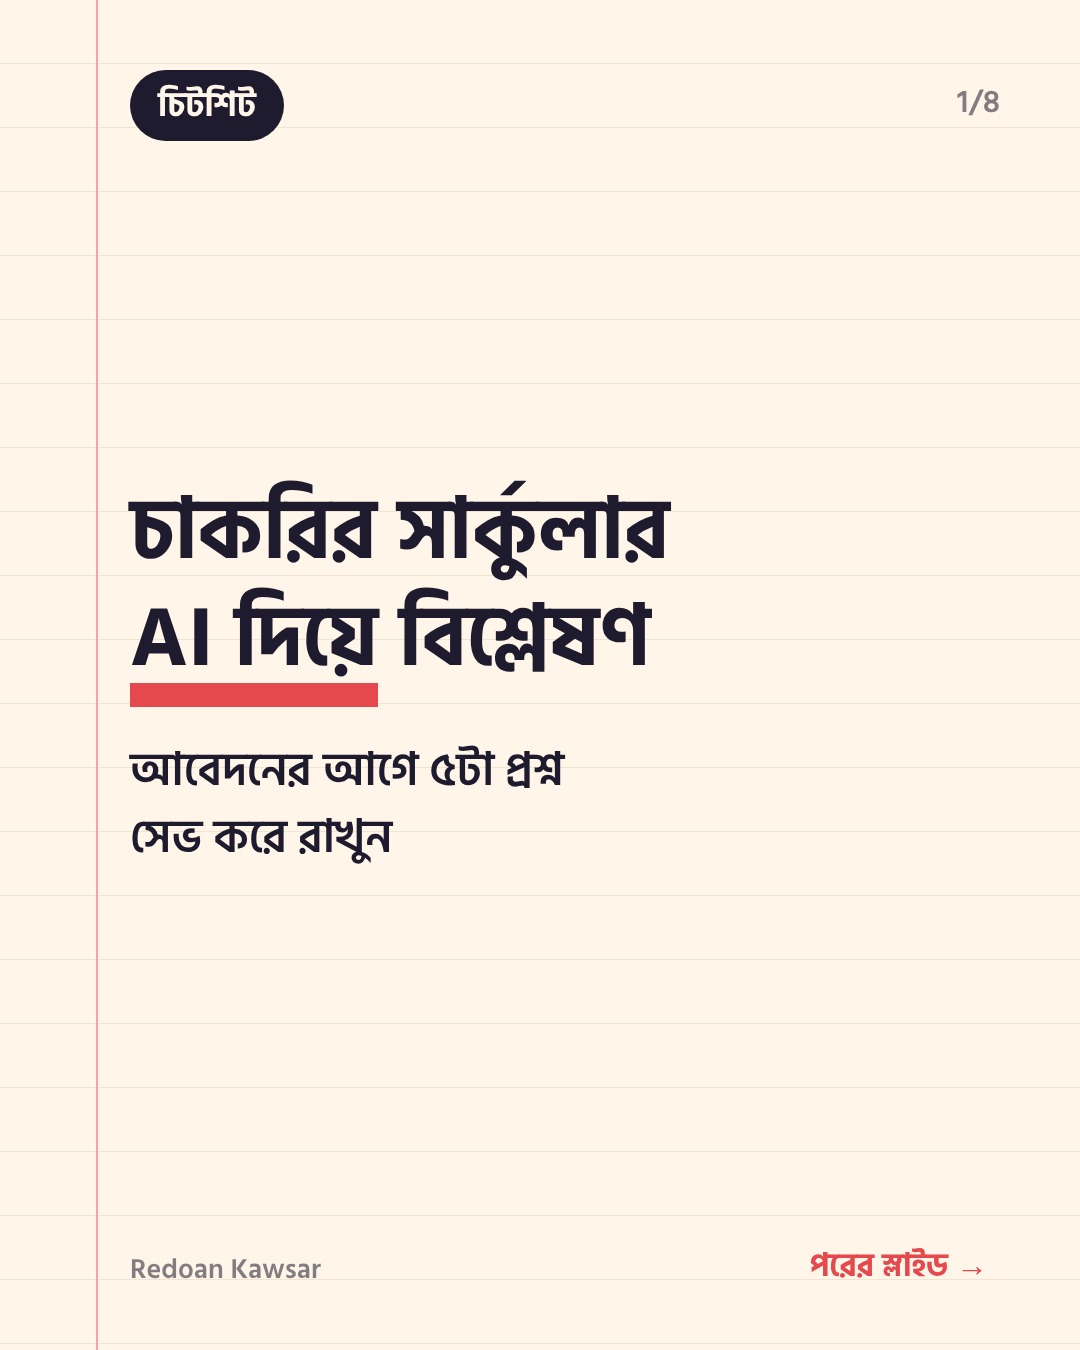 চিটশিট
1/8
চাকরির সার্কুলার
AI দিয়ে বিশ্লেষণ
আবেদনের আগে ৫টা প্রশ্ন
সেভ করে রাখুন
Redoan Kawsar
পরের স্লাইড →